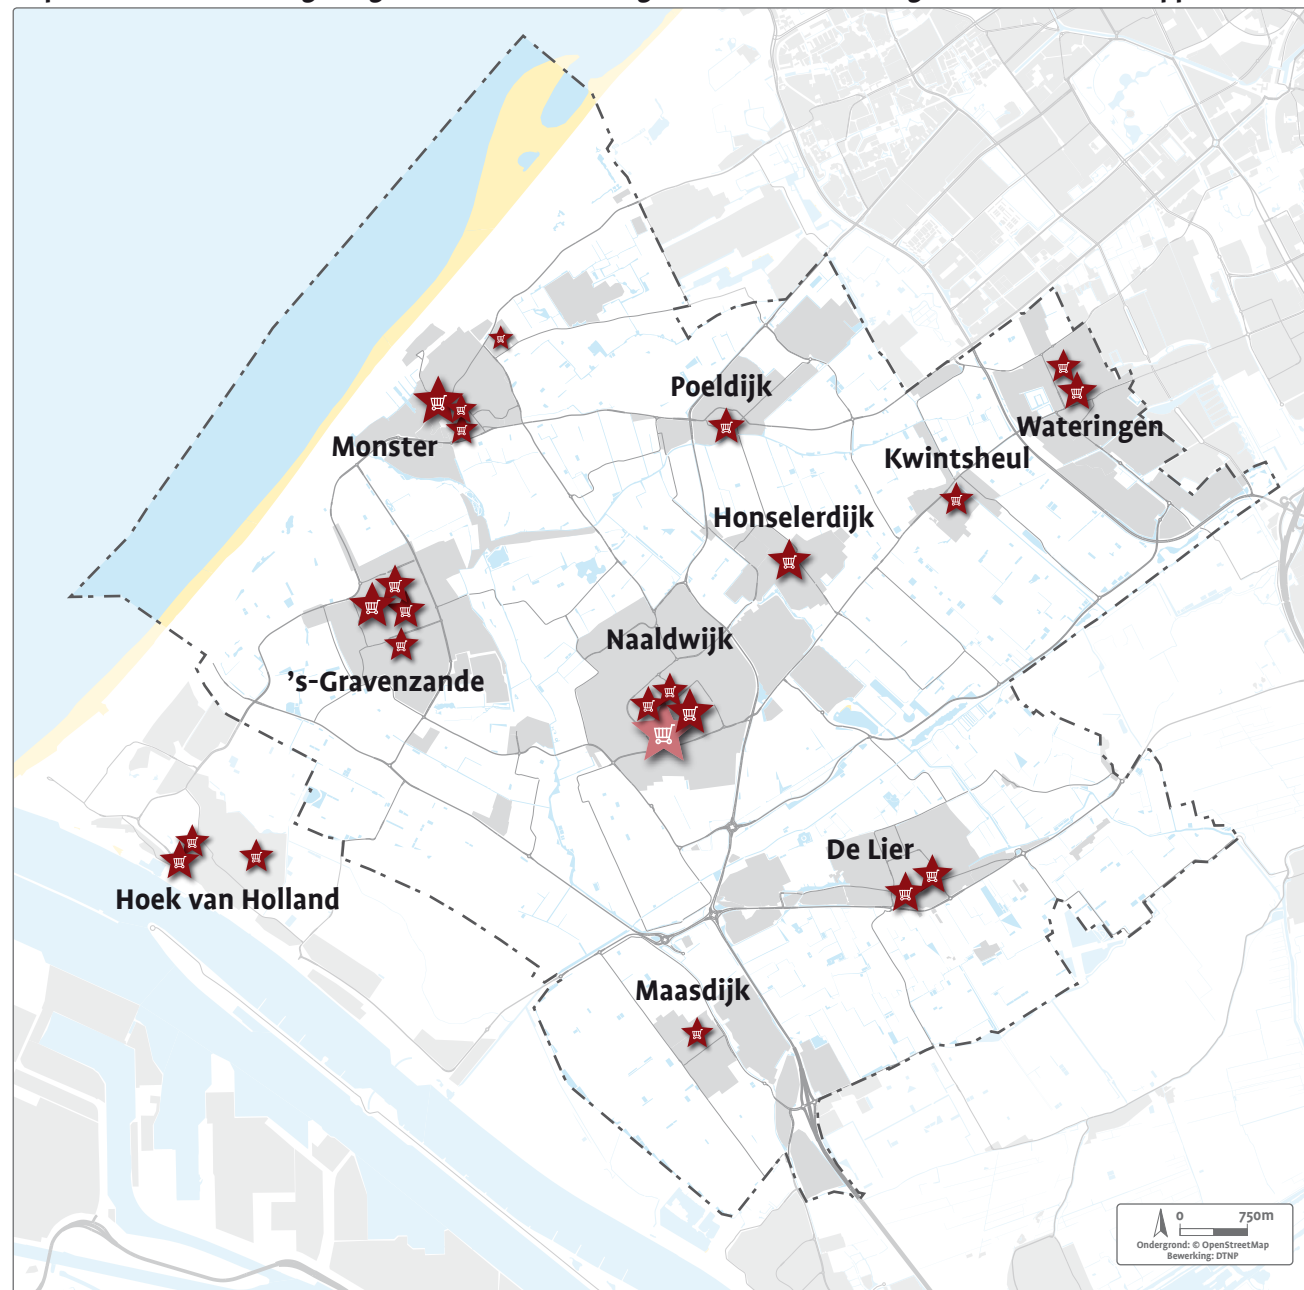 Poeldijk
Monster
Wateringen
Kwintsheul
Honselerdijk
Naaldwijk
’s-Gravenzande
De Lier
Hoek van Holland
Maasdijk
0 750m
Ondergrond: © OpenStreetMap
Bewerking: DTNP